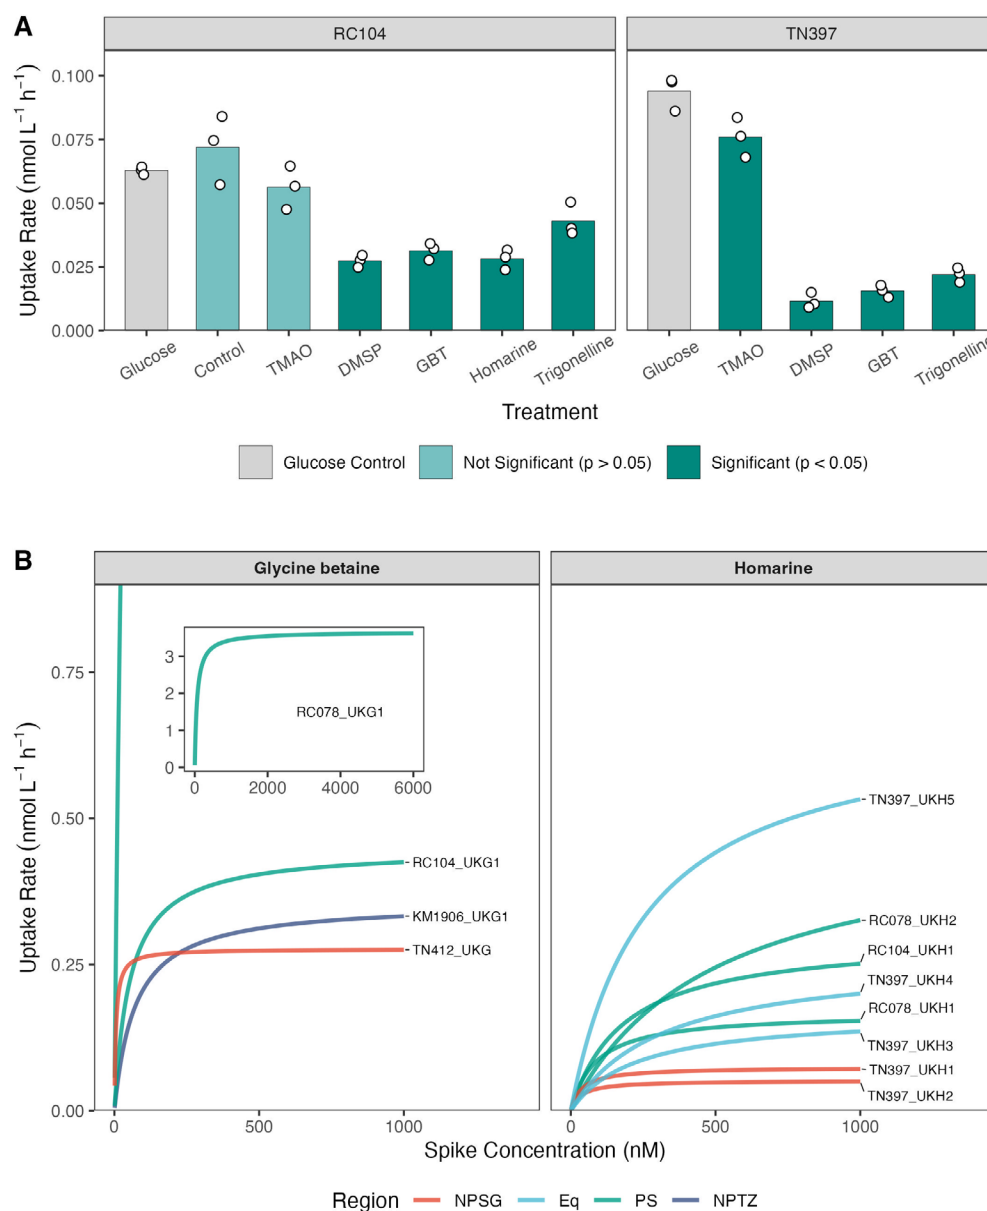 A
RC104
TN397
Uptake Rate (nmol L⁻¹ h⁻¹)
0.100
0.075
0.050
0.025
0.000
Glucose
Control
TMAO
DMSP
GBT
Homarine
Trigonelline
Glucose
TMAO
DMSP
GBT
Trigonelline
Treatment
Glucose Control
Not Significant (p > 0.05)
Significant (p < 0.05)
B
Glycine betaine
Homarine
Uptake Rate (nmol L⁻¹ h⁻¹)
0.75
0.50
0.25
0.00
3
2
1
0
RC078_UKG1
0 2000 4000 6000
RC104_UKG1
KM1906_UKG1
TN412_UKG
TN397_UKH5
RC078_UKH2
RC104_UKH1
TN397_UKH4
RC078_UKH1
TN397_UKH3
TN397_UKH1
TN397_UKH2
0 500 1000
0 500 1000
Spike Concentration (nM)
Region NPSG Eq PS NPTZ